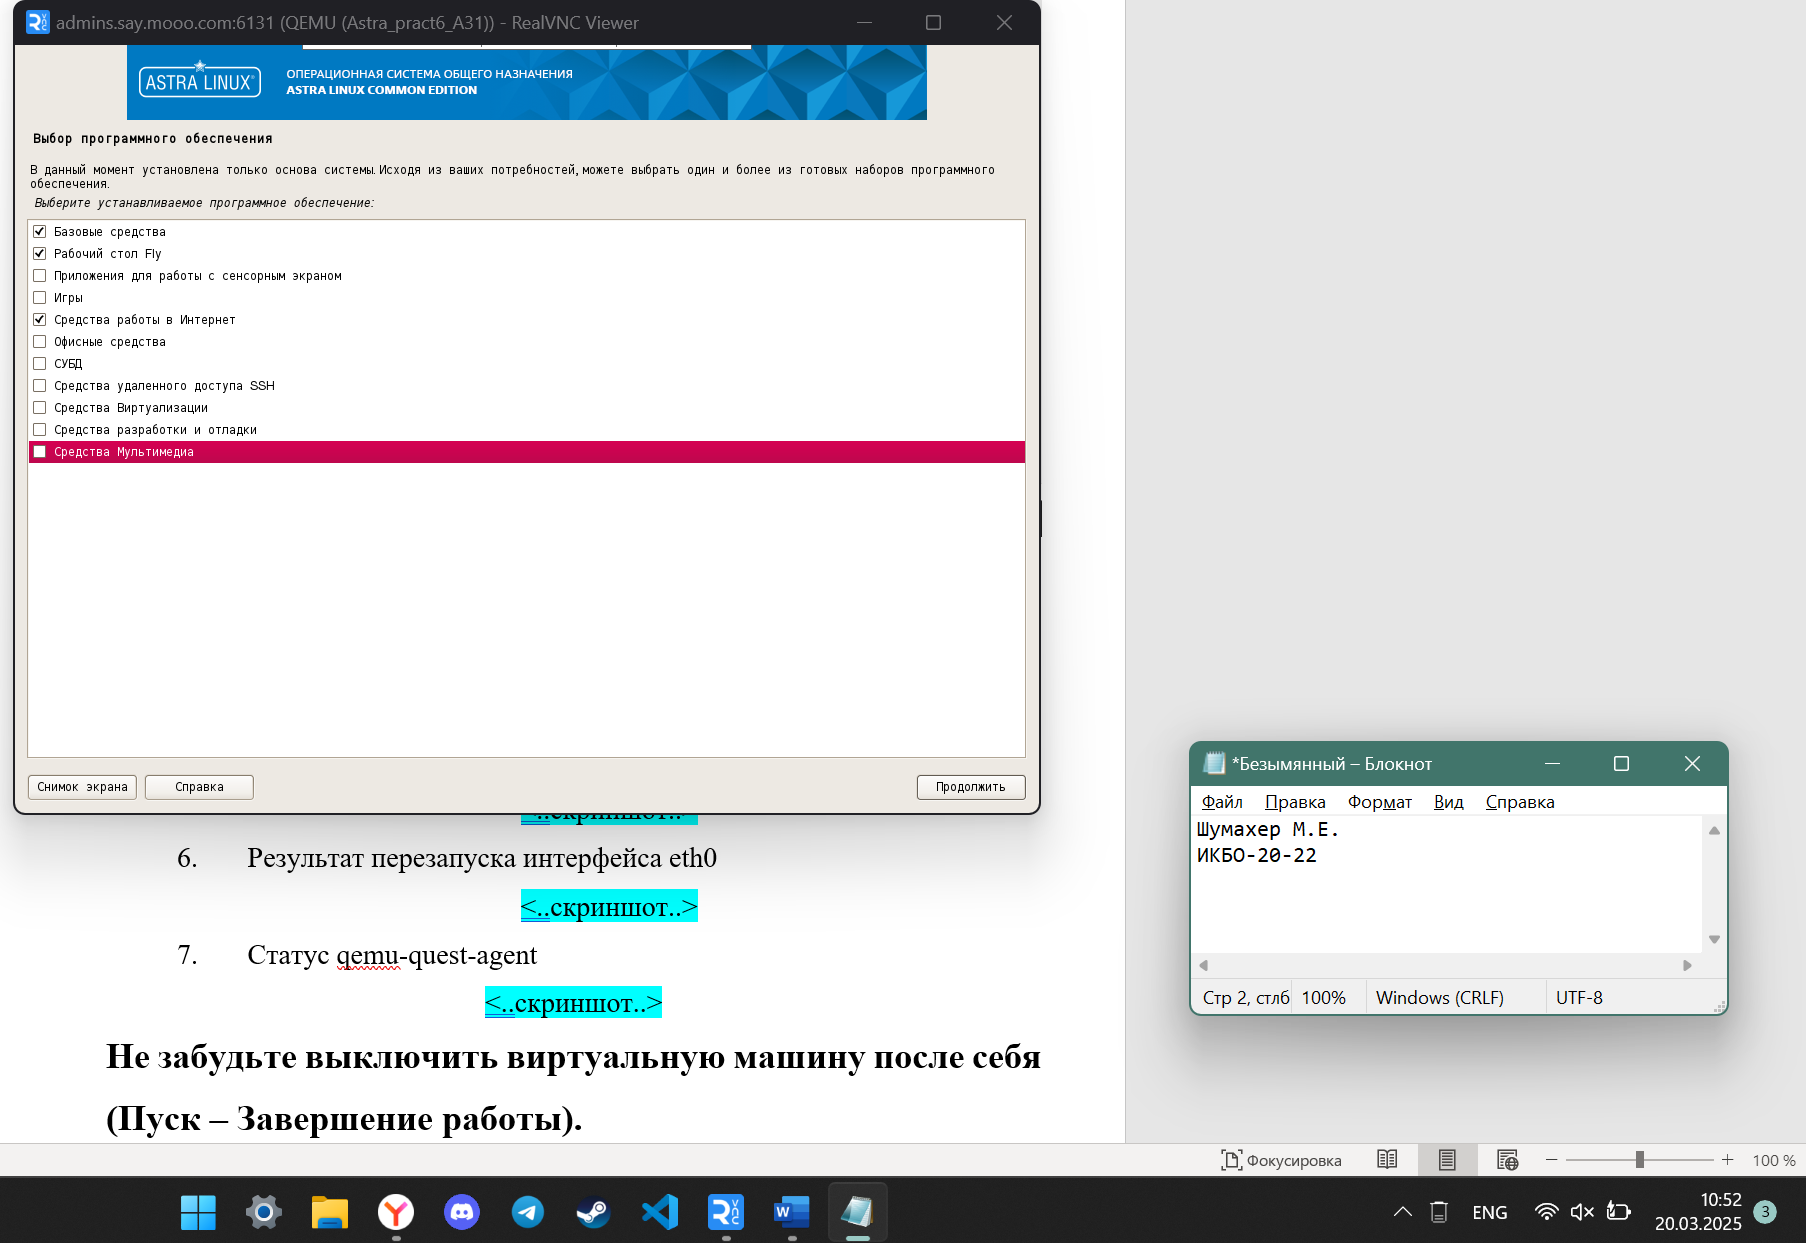 admins.say.mooo.com:6131 (QEMU (Astra_pract6_A31)) - RealVNC Viewer
ASTRA LINUX®
ОПЕРАЦИОННАЯ СИСТЕМА ОБЩЕГО НАЗНАЧЕНИЯ
ASTRA LINUX COMMON EDITION
Выбор программного обеспечения
В данный момент установлена только основа системы. Исходя из ваших потребностей, можете выбрать один и более из готовых наборов программного
обеспечения.
Выберите устанавливаемое программное обеспечение:
Базовые средства
Рабочий стол Fly
Приложения для работы с сенсорным экраном
Игры
Средства работы в Интернет
Офисные средства
СУБД
Средства удаленного доступа SSH
Средства Виртуализации
Средства разработки и отладки
Средства Мультимедиа
Снимок экрана
Справка
Продолжить
<..скриншот..>
6. Результат перезапуска интерфейса eth0
<..скриншот..>
7. Статус qemu-quest-agent
<..скриншот..>
Не забудьте выключить виртуальную машину после себя
(Пуск – Завершение работы).
*Безымянный – Блокнот
Файл Правка Формат Вид Справка
Шумахер М.Е.
ИКБО-20-22
Стр 2, стлб 100% Windows (CRLF) UTF-8
Фокусировка
100 %
ENG
10:52
20.03.2025
3